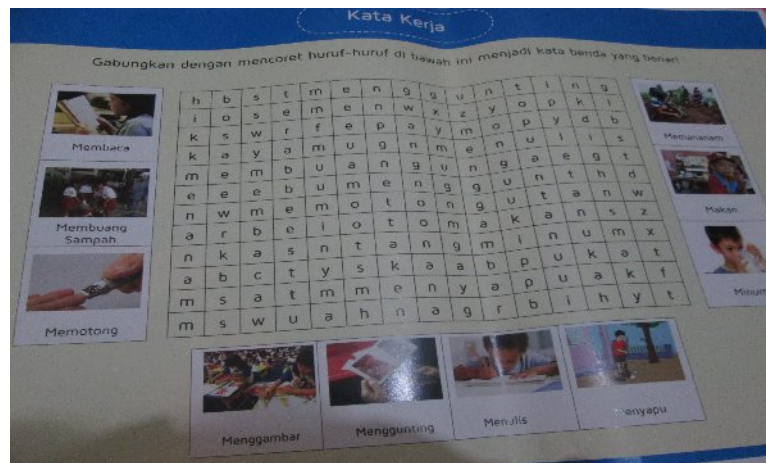 Kata Kerja
Gabungkan dengan mencoret huruf-huruf di bawah ini menjadi kata benda yang benar!
Membaca
Membuang
Sampah
Memotong
h b s t m e n g g u n t i n g
i o s e m e n w x z y o p k l
k s w r f e p a y m o p y d b
k a y a m u g n m e n u l i s
m e m b u a n g u n g a e g t
e e e b u m e n g g u n t h d
n w m e m o t o n g u t a n w
a r b e i o t o m a k a n s z
n k a s n t a n g m i n u m x
a b c t y s k a a b p u k a t
m s a t m m e n y a p u a k f
m s w u a h n a g r b i h y t
Menanam
Makan
Minum
Menggambar
Menggunting
Menulis
Menyapu